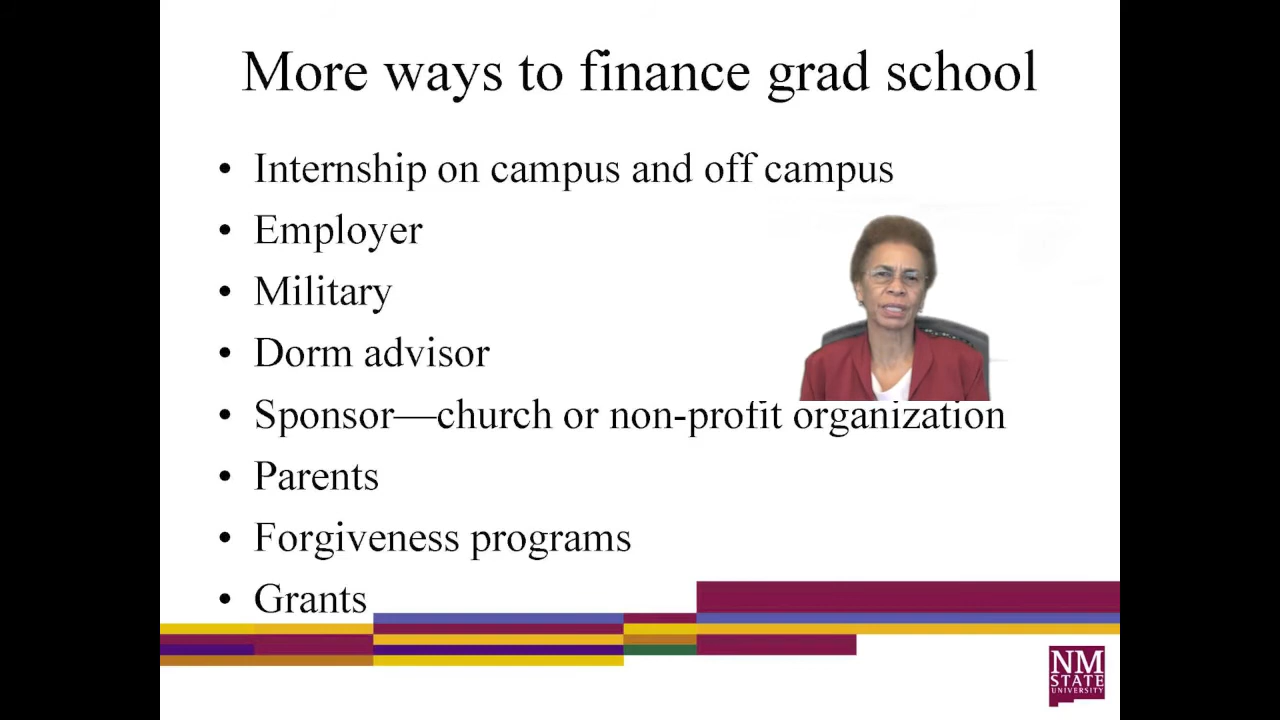 More ways to finance grad school
• Internship on campus and off campus
• Employer
• Military
• Dorm advisor
• Sponsor—church or non-profit organization
• Parents
• Forgiveness programs
• Grants
NM
STATE
UNIVERSITY